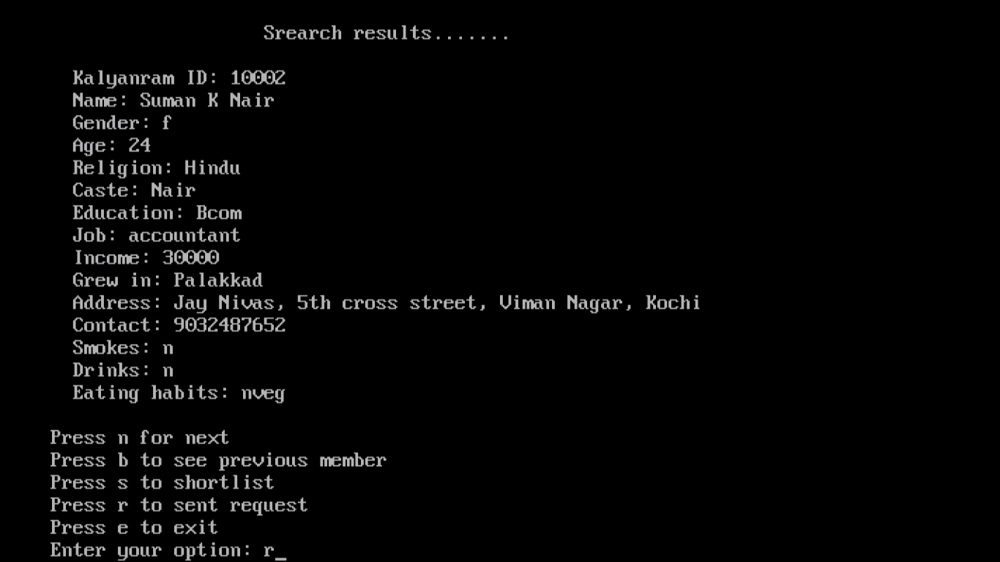 Srearch results.......
Kalyanram ID: 10002
Name: Suman K Nair
Gender: f
Age: 24
Religion: Hindu
Caste: Nair
Education: Bcom
Job: accountant
Income: 30000
Grew in: Palakkad
Address: Jay Nivas, 5th cross street, Viman Nagar, Kochi
Contact: 9032487652
Smokes: n
Drinks: n
Eating habits: nveg
Press n for next
Press b to see previous member
Press s to shortlist
Press r to sent request
Press e to exit
Enter your option: r_